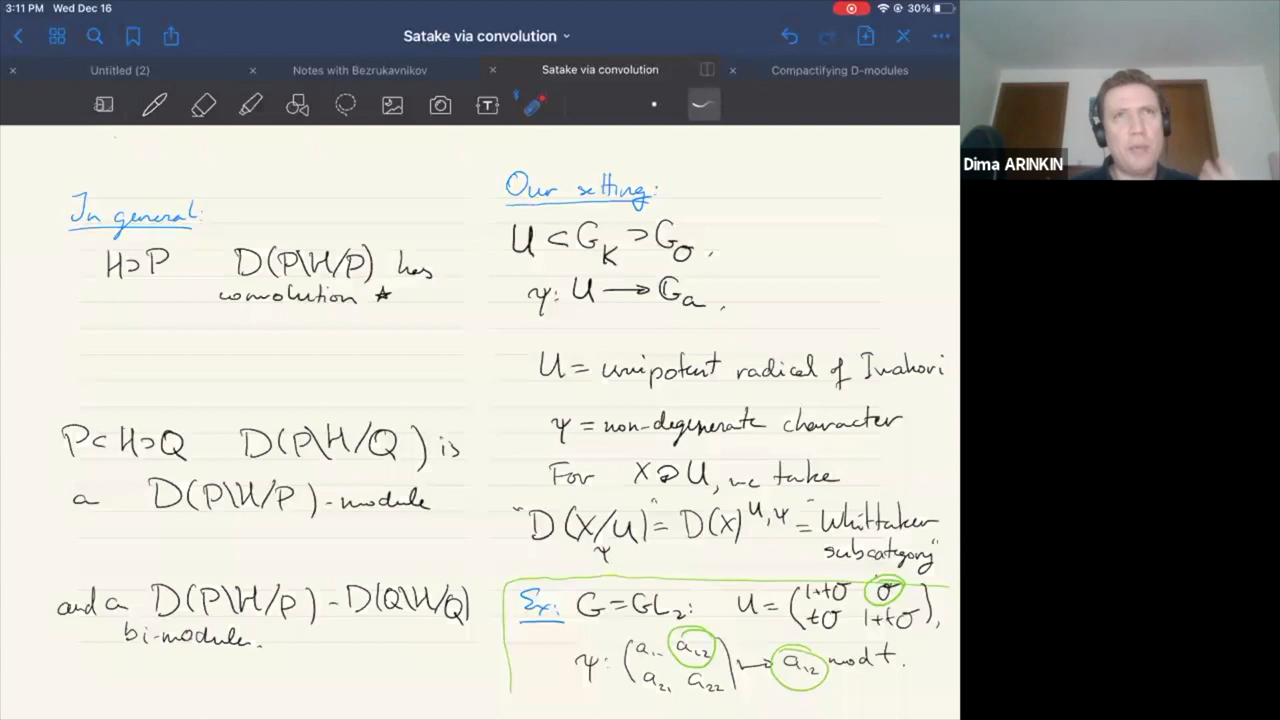 3:11 PM Wed Dec 16
30%
Satake via convolution
Untitled (2)
Notes with Bezrukavnikov
Satake via convolution
Compactifying D-modules
Dima ARINKIN
In general:
H⊃P D(P\H/P) has
convolution ★
P⊂H⊃Q D(P\H/Q) is
a D(P\H/P)-module
and a D(P\H/P)-D(Q\H/Q)
bi-module.
Our setting:
U ⊂ G_K ⊃ G_O,
ψ: U → G_a,
U = unipotent radical of Iwahori
ψ = non-degenerate character
For X ↻ U, we take
"D(X/_ψ U)" = D(X)^{U,ψ} = "Whittaker
subcategory"
Ex: G = GL_2: U = (1+tO O
tO 1+tO),
ψ: (a_11 a_12
a_21 a_22) ↦ a_12 mod t.